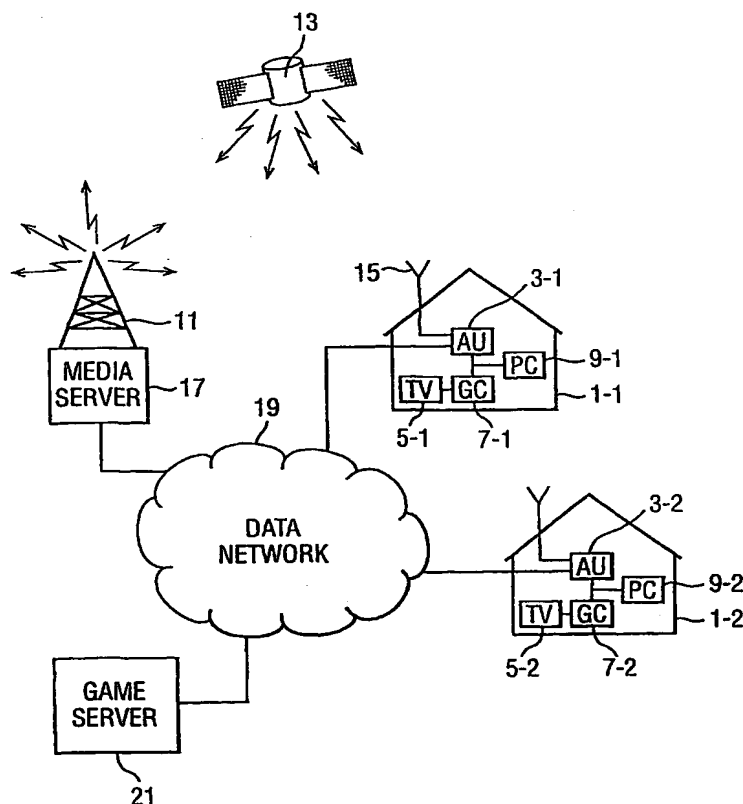 13
15
3-1
11
AU
PC
9-1
MEDIA
SERVER
17
TV
GC
1-1
19
5-1
7-1
DATA
NETWORK
3-2
AU
PC
9-2
TV
GC
1-2
5-2
7-2
GAME
SERVER
21